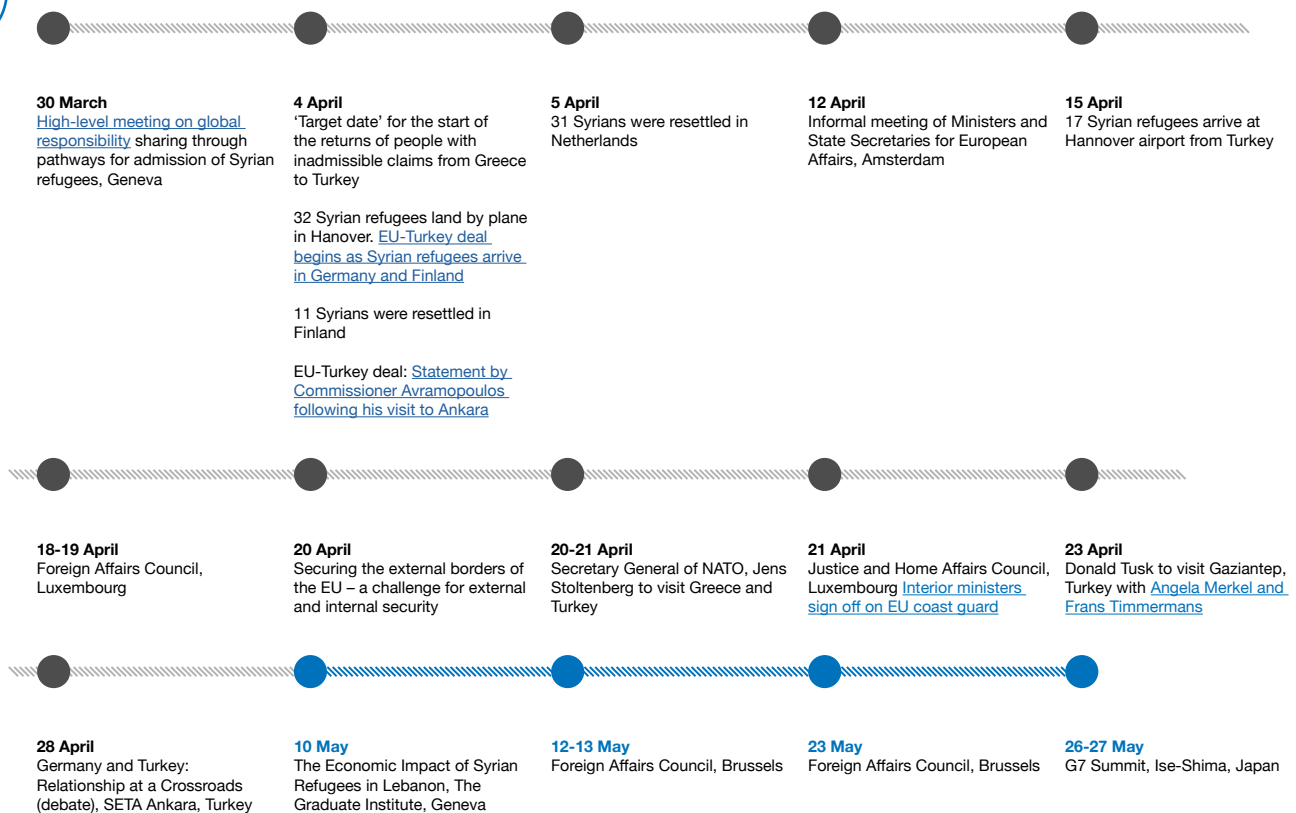 30 March
High-level meeting on global
responsibility sharing through
pathways for admission of Syrian
refugees, Geneva
4 April
‘Target date’ for the start of
the returns of people with
inadmissible claims from Greece
to Turkey
32 Syrian refugees land by plane
in Hanover. EU-Turkey deal
begins as Syrian refugees arrive
in Germany and Finland
11 Syrians were resettled in
Finland
EU-Turkey deal: Statement by
Commissioner Avramopoulos
following his visit to Ankara
5 April
31 Syrians were resettled in
Netherlands
12 April
Informal meeting of Ministers and
State Secretaries for European
Affairs, Amsterdam
15 April
17 Syrian refugees arrive at
Hannover airport from Turkey
18-19 April
Foreign Affairs Council,
Luxembourg
20 April
Securing the external borders of
the EU – a challenge for external
and internal security
20-21 April
Secretary General of NATO, Jens
Stoltenberg to visit Greece and
Turkey
21 April
Justice and Home Affairs Council,
Luxembourg Interior ministers
sign off on EU coast guard
23 April
Donald Tusk to visit Gaziantep,
Turkey with Angela Merkel and
Frans Timmermans
28 April
Germany and Turkey:
Relationship at a Crossroads
(debate), SETA Ankara, Turkey
10 May
The Economic Impact of Syrian
Refugees in Lebanon, The
Graduate Institute, Geneva
12-13 May
Foreign Affairs Council, Brussels
23 May
Foreign Affairs Council, Brussels
26-27 May
G7 Summit, Ise-Shima, Japan